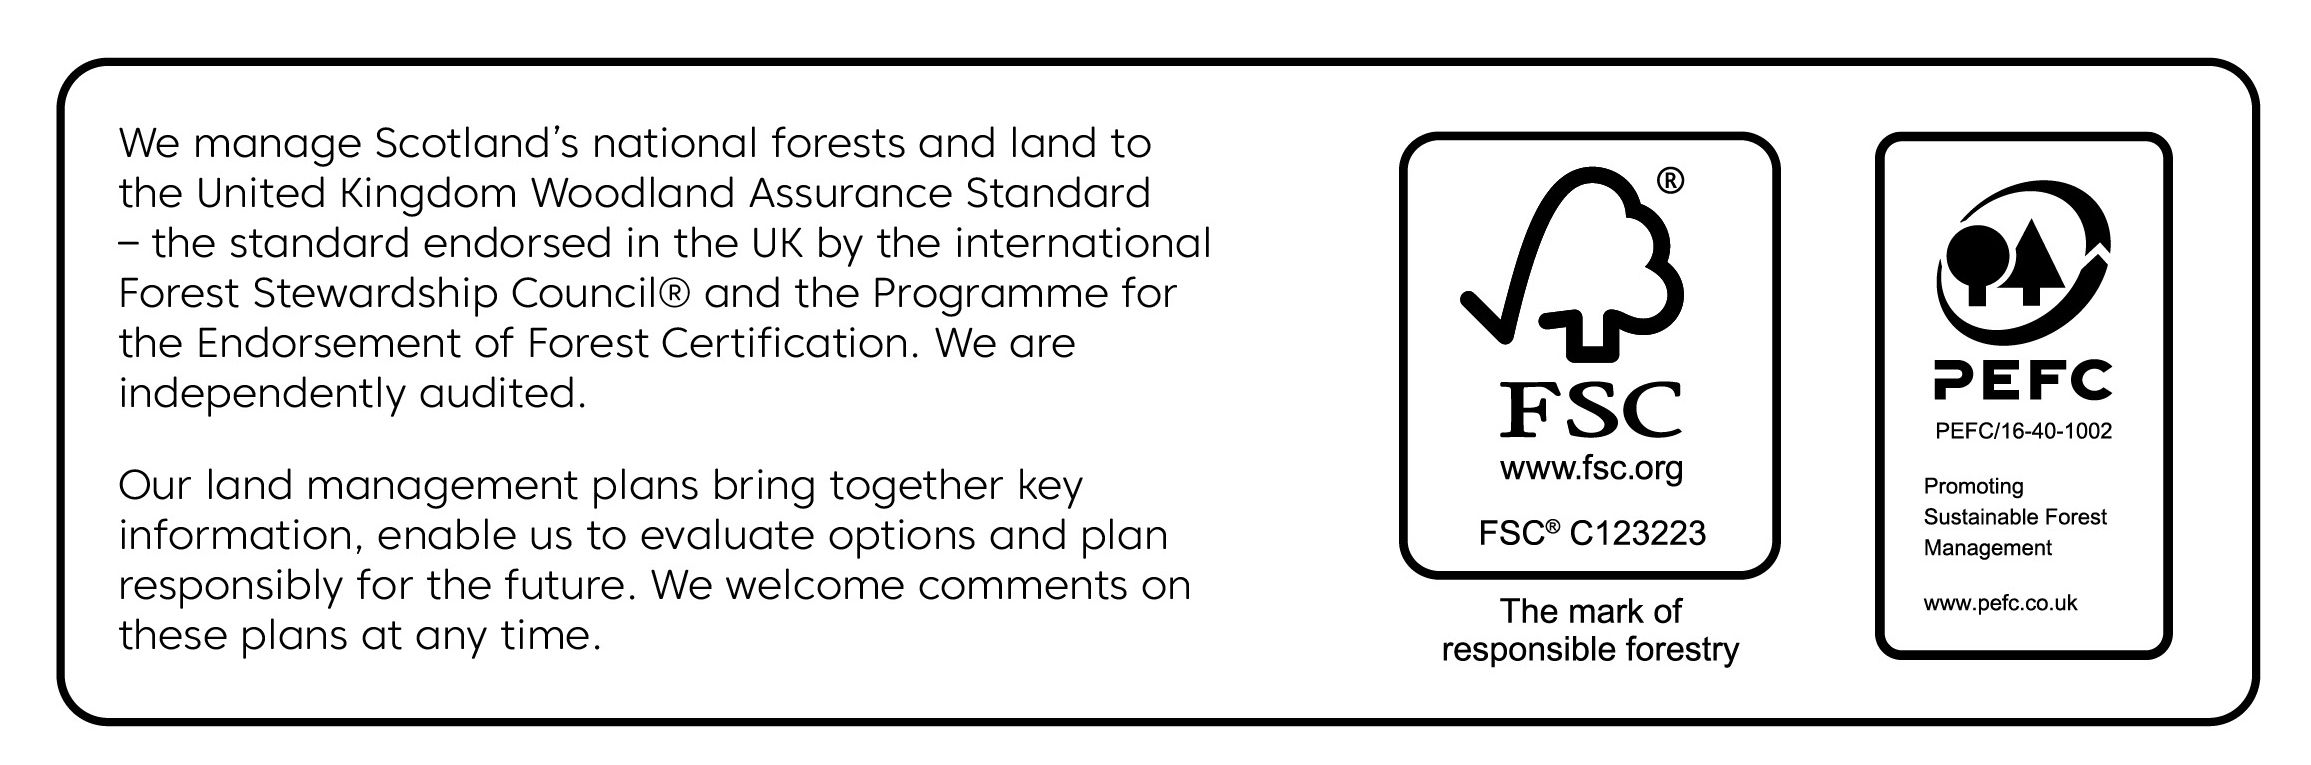 We manage Scotland’s national forests and land to
the United Kingdom Woodland Assurance Standard
– the standard endorsed in the UK by the international
Forest Stewardship Council® and the Programme for
the Endorsement of Forest Certification. We are
independently audited.
Our land management plans bring together key
information, enable us to evaluate options and plan
responsibly for the future. We welcome comments on
these plans at any time.
®
FSC
www.fsc.org
FSC® C123223
The mark of
responsible forestry
PEFC
PEFC/16-40-1002
Promoting
Sustainable Forest
Management
www.pefc.co.uk